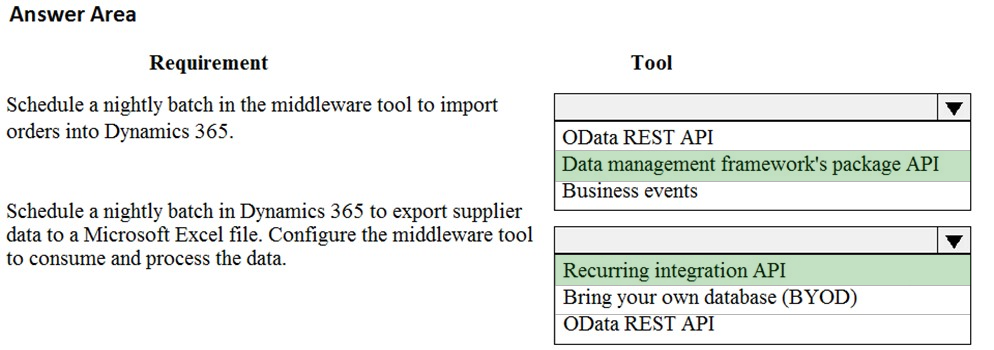 Answer Area
Requirement
Tool
Schedule a nightly batch in the middleware tool to import
orders into Dynamics 365.
OData REST API
Data management framework's package API
Business events
Schedule a nightly batch in Dynamics 365 to export supplier
data to a Microsoft Excel file. Configure the middleware tool
to consume and process the data.
Recurring integration API
Bring your own database (BYOD)
OData REST API